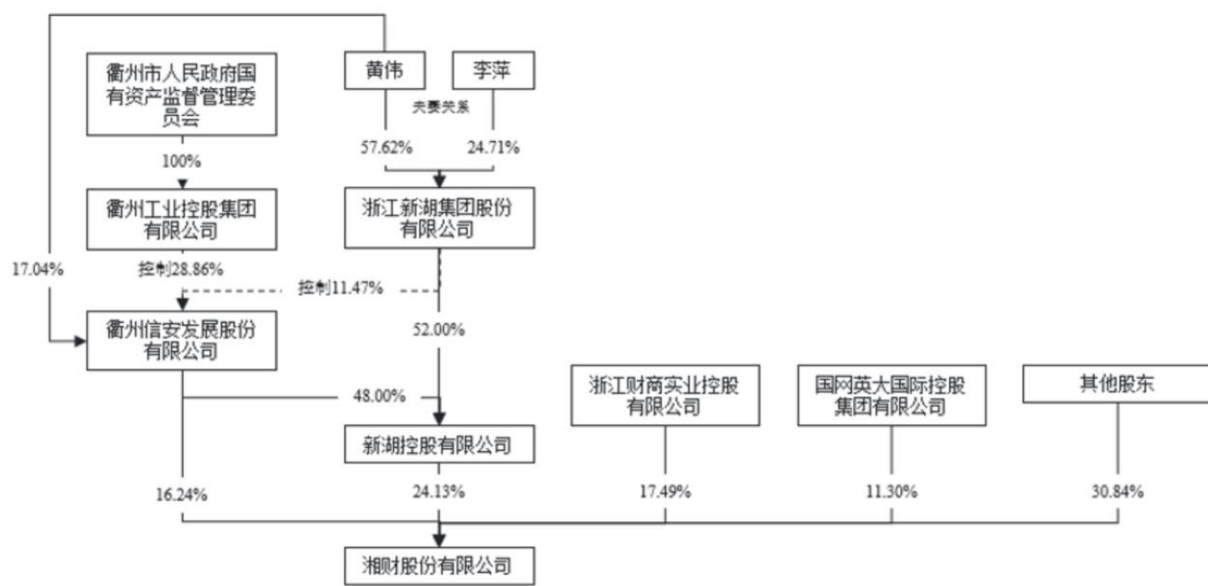 黄伟
李萍
衢州市人民政府国
有资产监督管理委
员会
夫妻关系
57.62%
24.71%
100%
衢州工业控股集团
有限公司
浙江新湖集团股份
有限公司
17.04%
控制28.86%
控制11.47%
衢州信安发展股份
有限公司
52.00%
48.00%
浙江财商实业控股
有限公司
国网英大国际控股
集团有限公司
其他股东
新湖控股有限公司
16.24%
24.13%
17.49%
11.30%
30.84%
湘财股份有限公司